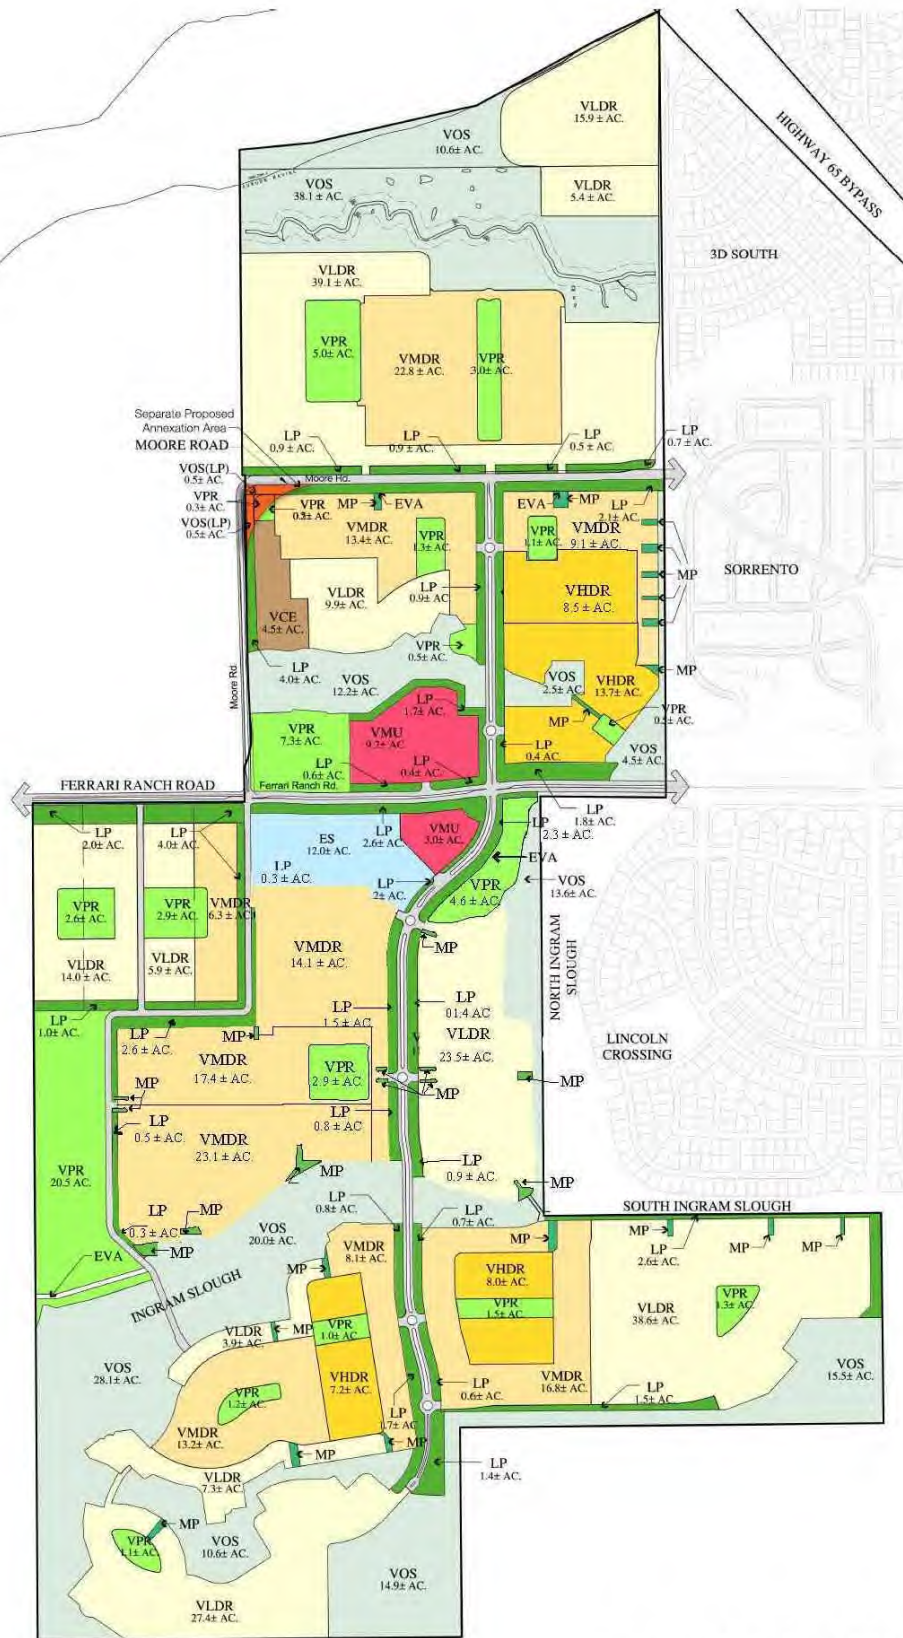 VLDR
15.9 ± AC.
HIGHWAY 65 BYPASS
VOS
10.6± AC.
VOS
38.1 ± AC.
VLDR
5.4 ± AC.
3D SOUTH
VLDR
39.1 ± AC.
VPR
5.0± AC.
VMDR
22.8 ± AC.
VPR
3.0± AC.
Separate Proposed
Annexation Area
MOORE ROAD
LP
0.9 ± AC.
LP
0.9 ± AC.
LP
0.5 ± AC.
LP
0.7 ± AC.
Moore Rd.
VOS(LP)
0.5± AC.
VPR
0.3± AC.
VOS(LP)
0.5± AC.
VPR
MP
EVA
EVA
MP
LP
2.1± AC.
VMDR
13.4± AC.
VPR
1.3± AC.
VPR
1.1± AC.
VMDR
9.1± AC.
MP
SORRENTO
VLDR
9.9± AC.
LP
0.9± AC.
VHDR
8.5 ± AC.
VCE
4.5± AC.
LP
4.0± AC.
VPR
0.5± AC.
Moore Rd.
VOS
12.2± AC.
VOS
2.5± AC.
VHDR
13.7± AC.
MP
LP
1.7± AC.
MP
VPR
0.5± AC.
VPR
7.3± AC.
VMU
9.2± AC.
LP
0.4± AC.
LP
0.4 AC.
VOS
4.5± AC.
LP
0.6± AC.
FERRARI RANCH ROAD
Ferrari Ranch Rd.
LP
2.0± AC.
LP
4.0± AC.
ES
12.0± AC.
LP
2.6± AC.
VMU
3.0± AC.
LP
2.3 ± AC.
LP
1.8± AC.
EVA
LP
0.3± AC.
LP
2± AC.
VPR
4.6± AC.
VOS
13.6± AC.
VPR
2.6± AC.
VPR
2.9± AC.
VMDR
6.3± AC.
VLDR
14.0± AC.
VLDR
5.9± AC.
VMDR
14.1 ± AC.
MP
NORTH INGRAM
SLOUGH
LP
1.0± AC.
LP
2.6 ± AC.
MP
LP
1.5± AC.
LP
01.4 AC.
VLDR
23.5± AC.
LINCOLN
CROSSING
VMDR
17.4± AC.
VPR
2.9± AC.
MP
MP
MP
LP
0.5 ± AC.
LP
0.8± AC.
VMDR
23.1± AC.
MP
LP
0.9± AC.
MP
VPR
20.5 AC.
LP
0.3± AC.
MP
MP
EVA
VOS
20.0± AC.
LP
0.8± AC.
LP
0.7± AC.
SOUTH INGRAM SLOUGH
MP
MP
LP
2.6± AC.
MP
MP
INGRAM SLOUGH
MP
VMDR
8.1± AC.
VHDR
8.0± AC.
VPR
1.5± AC.
VPR
1.3± AC.
VLDR
38.6± AC.
VLDR
3.9± AC.
MP
VPR
1.0± AC.
VOS
28.1± AC.
VHDR
7.2± AC.
VMDR
16.8± AC.
VOS
15.5± AC.
VPR
1.2± AC.
LP
0.6± AC.
LP
1.5± AC.
LP
1.7± AC.
VMDR
13.2± AC.
MP
MP
LP
1.4± AC.
VLDR
7.3± AC.
MP
VPR
1.1± AC.
VOS
10.6± AC.
VOS
14.9± AC.
VLDR
27.4± AC.